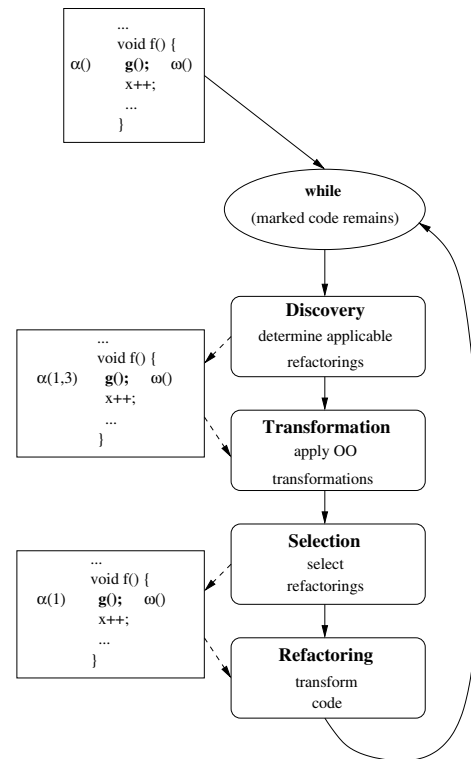 ...
void f() {
α() g(); ω()
x++;
...
}
while
(marked code remains)
Discovery
determine applicable
refactorings
...
void f() {
α(1,3) g(); ω()
x++;
...
}
Transformation
apply OO
transformations
Selection
select
refactorings
...
void f() {
α(1) g(); ω()
x++;
...
}
Refactoring
transform
code